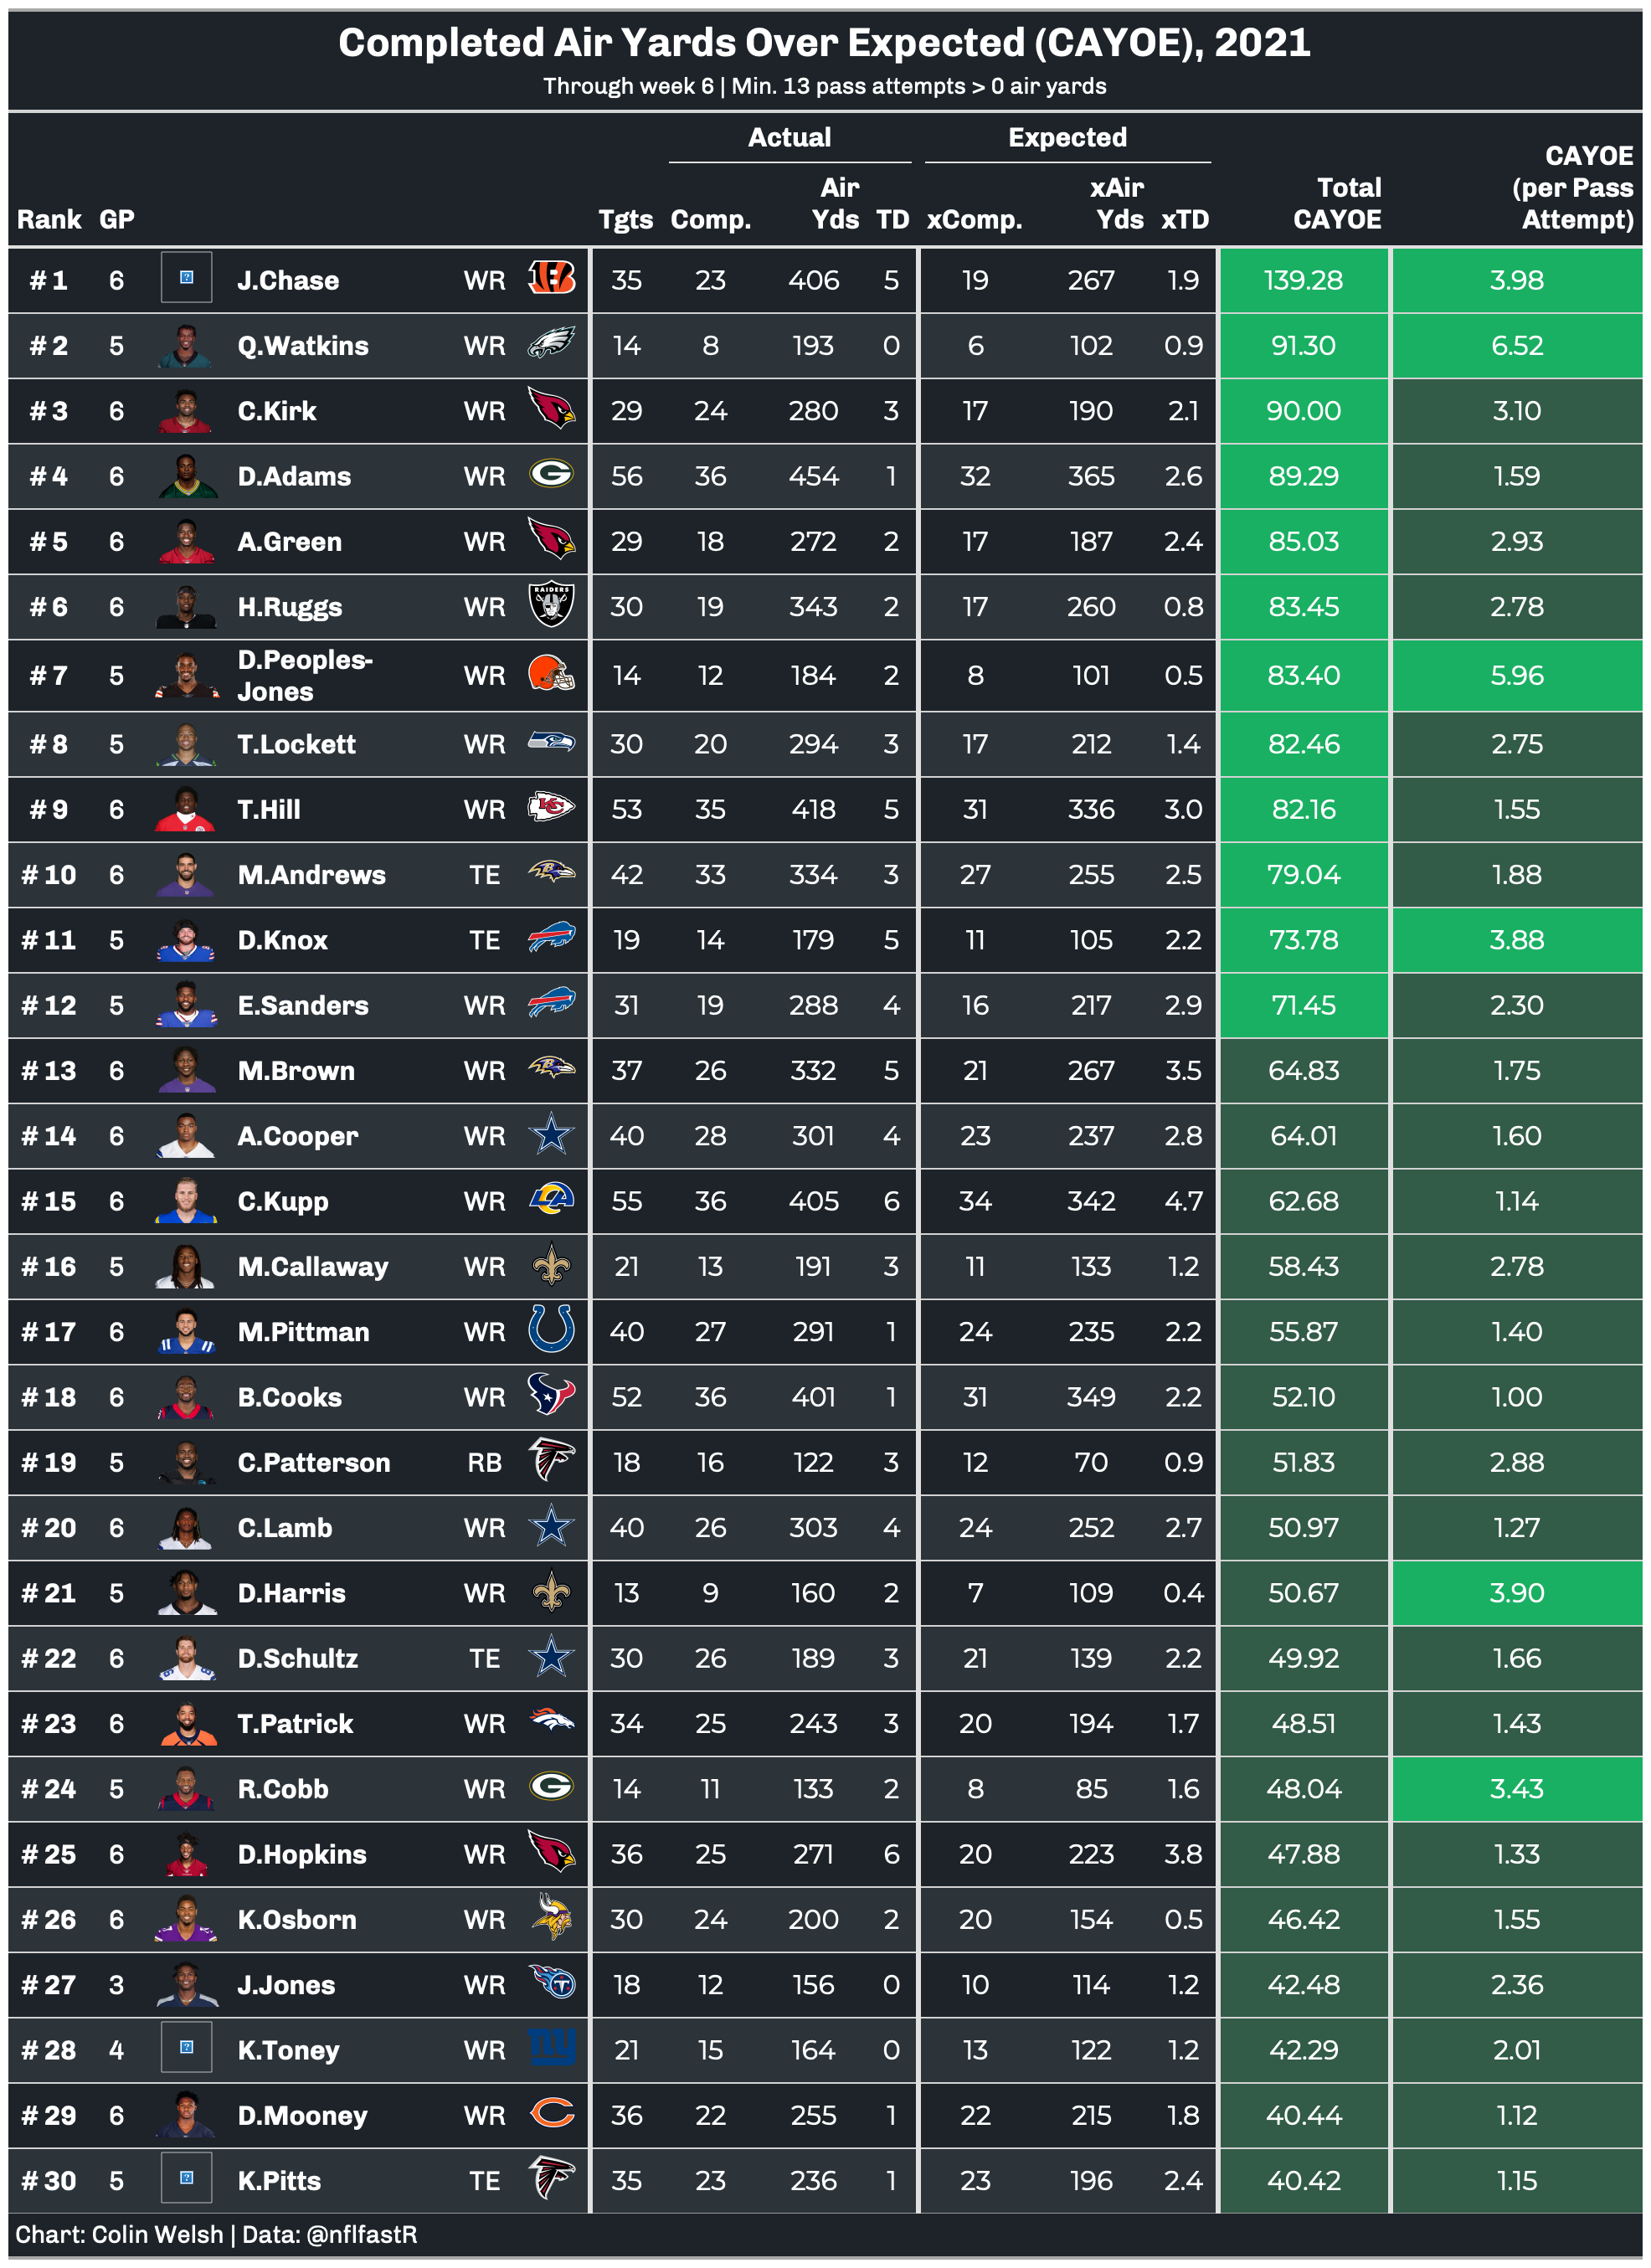 Completed Air Yards Over Expected (CAYOE), 2021
Through week 6 | Min. 13 pass attempts > 0 air yards
Actual Expected
Rank GP Tgts Comp. Air Yds TD xComp. xAir Yds xTD Total CAYOE CAYOE (per Pass Attempt)
# 1 6 J.Chase WR 35 23 406 5 19 267 1.9 139.28 3.98
# 2 5 Q.Watkins WR 14 8 193 0 6 102 0.9 91.30 6.52
# 3 6 C.Kirk WR 29 24 280 3 17 190 2.1 90.00 3.10
# 4 6 D.Adams WR 56 36 454 1 32 365 2.6 89.29 1.59
# 5 6 A.Green WR 29 18 272 2 17 187 2.4 85.03 2.93
# 6 6 H.Ruggs WR RAIDERS 30 19 343 2 17 260 0.8 83.45 2.78
# 7 5 D.Peoples-Jones WR 14 12 184 2 8 101 0.5 83.40 5.96
# 8 5 T.Lockett WR 30 20 294 3 17 212 1.4 82.46 2.75
# 9 6 T.Hill WR 53 35 418 5 31 336 3.0 82.16 1.55
# 10 6 M.Andrews TE 42 33 334 3 27 255 2.5 79.04 1.88
# 11 5 D.Knox TE 19 14 179 5 11 105 2.2 73.78 3.88
# 12 5 E.Sanders WR 31 19 288 4 16 217 2.9 71.45 2.30
# 13 6 M.Brown WR 37 26 332 5 21 267 3.5 64.83 1.75
# 14 6 A.Cooper WR 40 28 301 4 23 237 2.8 64.01 1.60
# 15 6 C.Kupp WR 55 36 405 6 34 342 4.7 62.68 1.14
# 16 5 M.Callaway WR 21 13 191 3 11 133 1.2 58.43 2.78
# 17 6 M.Pittman WR 40 27 291 1 24 235 2.2 55.87 1.40
# 18 6 B.Cooks WR 52 36 401 1 31 349 2.2 52.10 1.00
# 19 5 C.Patterson RB 18 16 122 3 12 70 0.9 51.83 2.88
# 20 6 C.Lamb WR 40 26 303 4 24 252 2.7 50.97 1.27
# 21 5 D.Harris WR 13 9 160 2 7 109 0.4 50.67 3.90
# 22 6 D.Schultz TE 30 26 189 3 21 139 2.2 49.92 1.66
# 23 6 T.Patrick WR 34 25 243 3 20 194 1.7 48.51 1.43
# 24 5 R.Cobb WR 14 11 133 2 8 85 1.6 48.04 3.43
# 25 6 D.Hopkins WR 36 25 271 6 20 223 3.8 47.88 1.33
# 26 6 K.Osborn WR 30 24 200 2 20 154 0.5 46.42 1.55
# 27 3 J.Jones WR 18 12 156 0 10 114 1.2 42.48 2.36
# 28 4 K.Toney WR ny 21 15 164 0 13 122 1.2 42.29 2.01
# 29 6 D.Mooney WR 36 22 255 1 22 215 1.8 40.44 1.12
# 30 5 K.Pitts TE 35 23 236 1 23 196 2.4 40.42 1.15
Chart: Colin Welsh | Data: @nflfastR